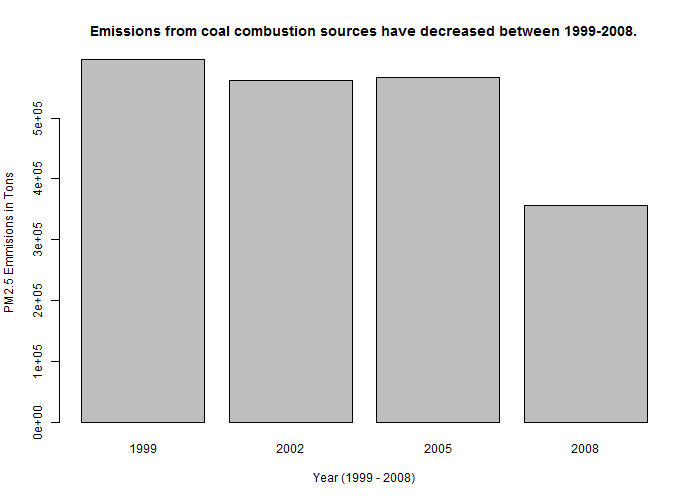 Emissions from coal combustion sources have decreased between 1999-2008.
PM2.5 Emmisions in Tons
5e+05
4e+05
3e+05
2e+05
1e+05
0e+00
1999 2002 2005 2008
Year (1999 - 2008)